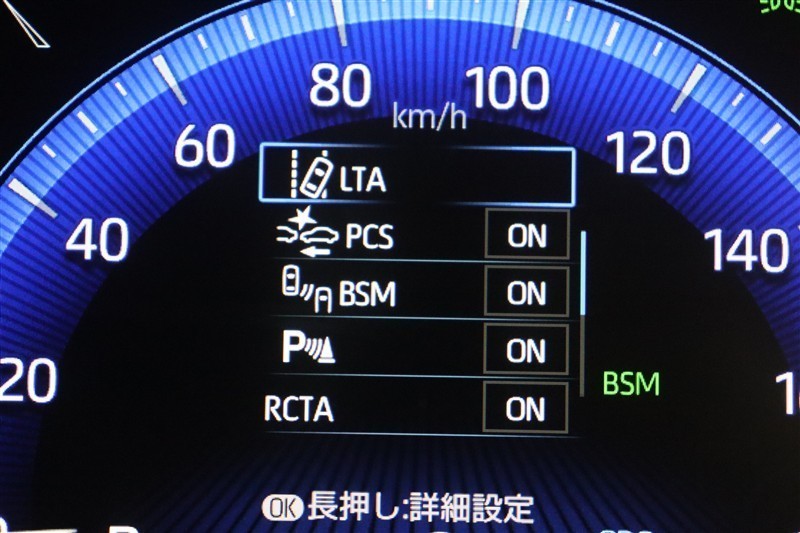 80
100
km/h
60
120
LTA
40
PCS ON
140
BSM ON
P ON
20
BSM
RCTA ON
OK 長押し:詳細設定